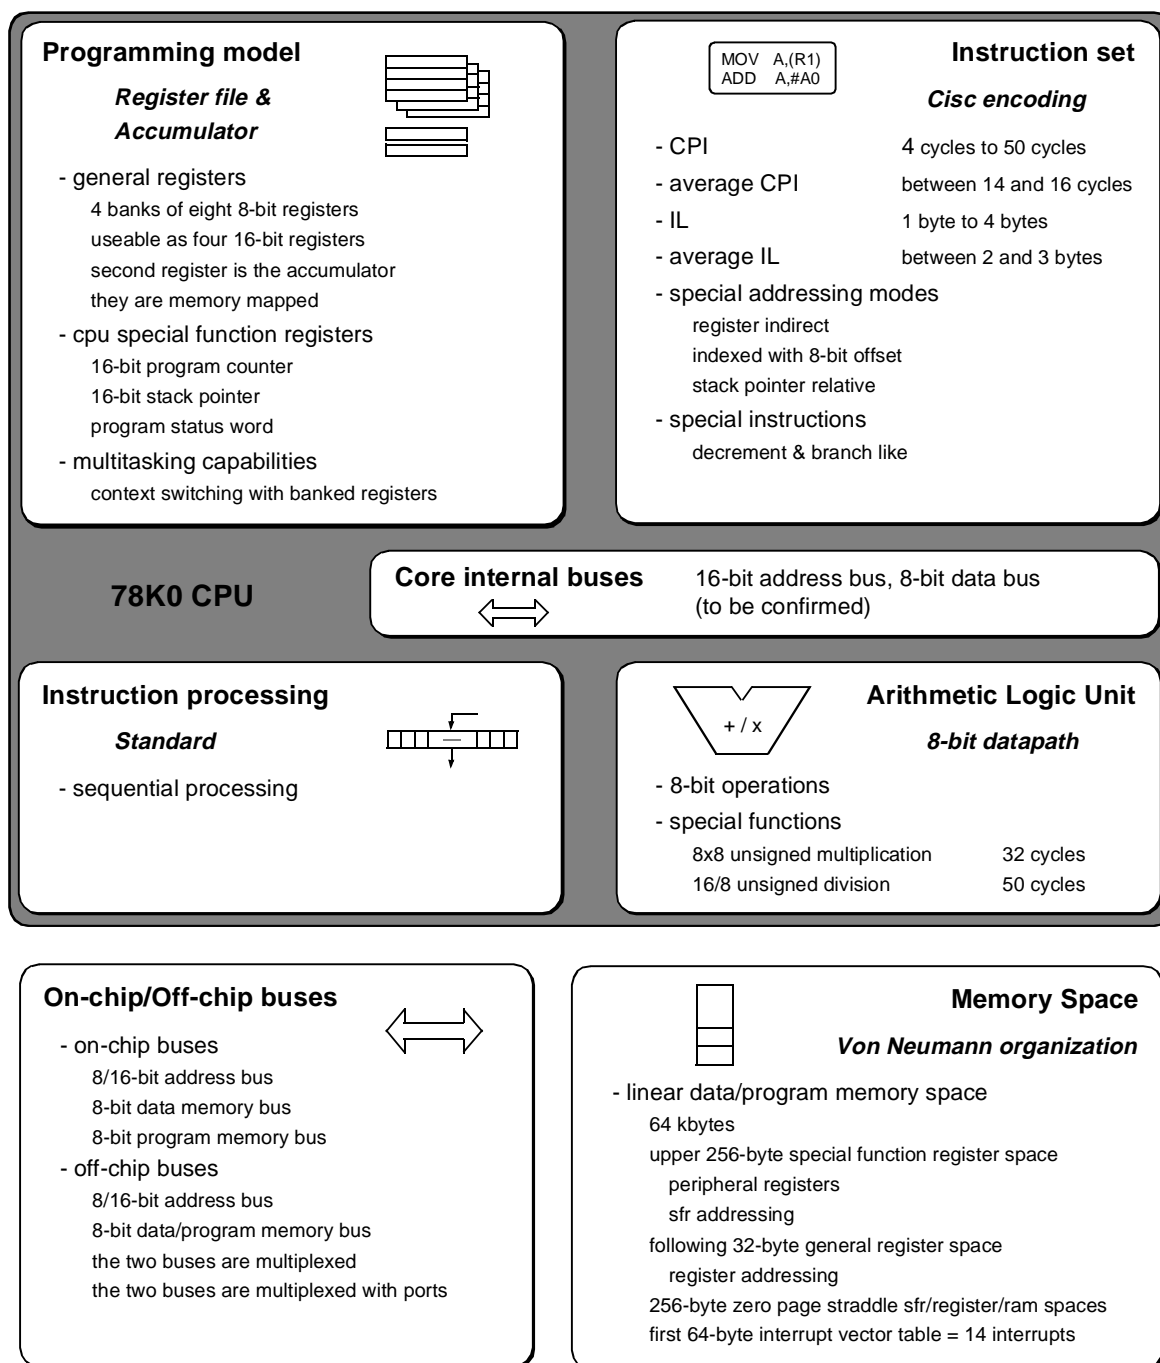 Programming model
Register file &
Accumulator
- general registers
4 banks of eight 8-bit registers
useable as four 16-bit registers
second register is the accumulator
they are memory mapped
- cpu special function registers
16-bit program counter
16-bit stack pointer
program status word
- multitasking capabilities
context switching with banked registers
MOV A,(R1)
ADD A,#A0
Instruction set
Cisc encoding
- CPI 4 cycles to 50 cycles
- average CPI between 14 and 16 cycles
- IL 1 byte to 4 bytes
- average IL between 2 and 3 bytes
- special addressing modes
register indirect
indexed with 8-bit offset
stack pointer relative
- special instructions
decrement & branch like
78K0 CPU
Core internal buses 16-bit address bus, 8-bit data bus
(to be confirmed)
Instruction processing
Standard
- sequential processing
+ / x
Arithmetic Logic Unit
8-bit datapath
- 8-bit operations
- special functions
8x8 unsigned multiplication 32 cycles
16/8 unsigned division 50 cycles
On-chip/Off-chip buses
- on-chip buses
8/16-bit address bus
8-bit data memory bus
8-bit program memory bus
- off-chip buses
8/16-bit address bus
8-bit data/program memory bus
the two buses are multiplexed
the two buses are multiplexed with ports
Memory Space
Von Neumann organization
- linear data/program memory space
64 kbytes
upper 256-byte special function register space
peripheral registers
sfr addressing
following 32-byte general register space
register addressing
256-byte zero page straddle sfr/register/ram spaces
first 64-byte interrupt vector table = 14 interrupts